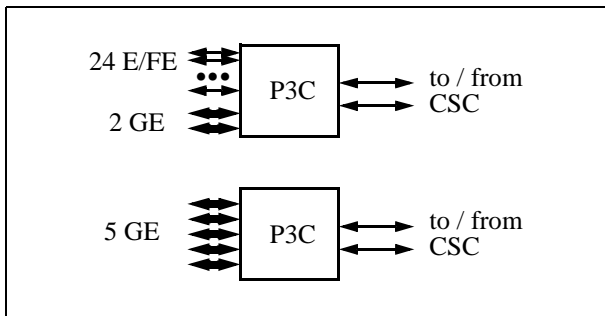 24 E/FE
P3C
to / from
CSC
2 GE
5 GE
P3C
to / from
CSC